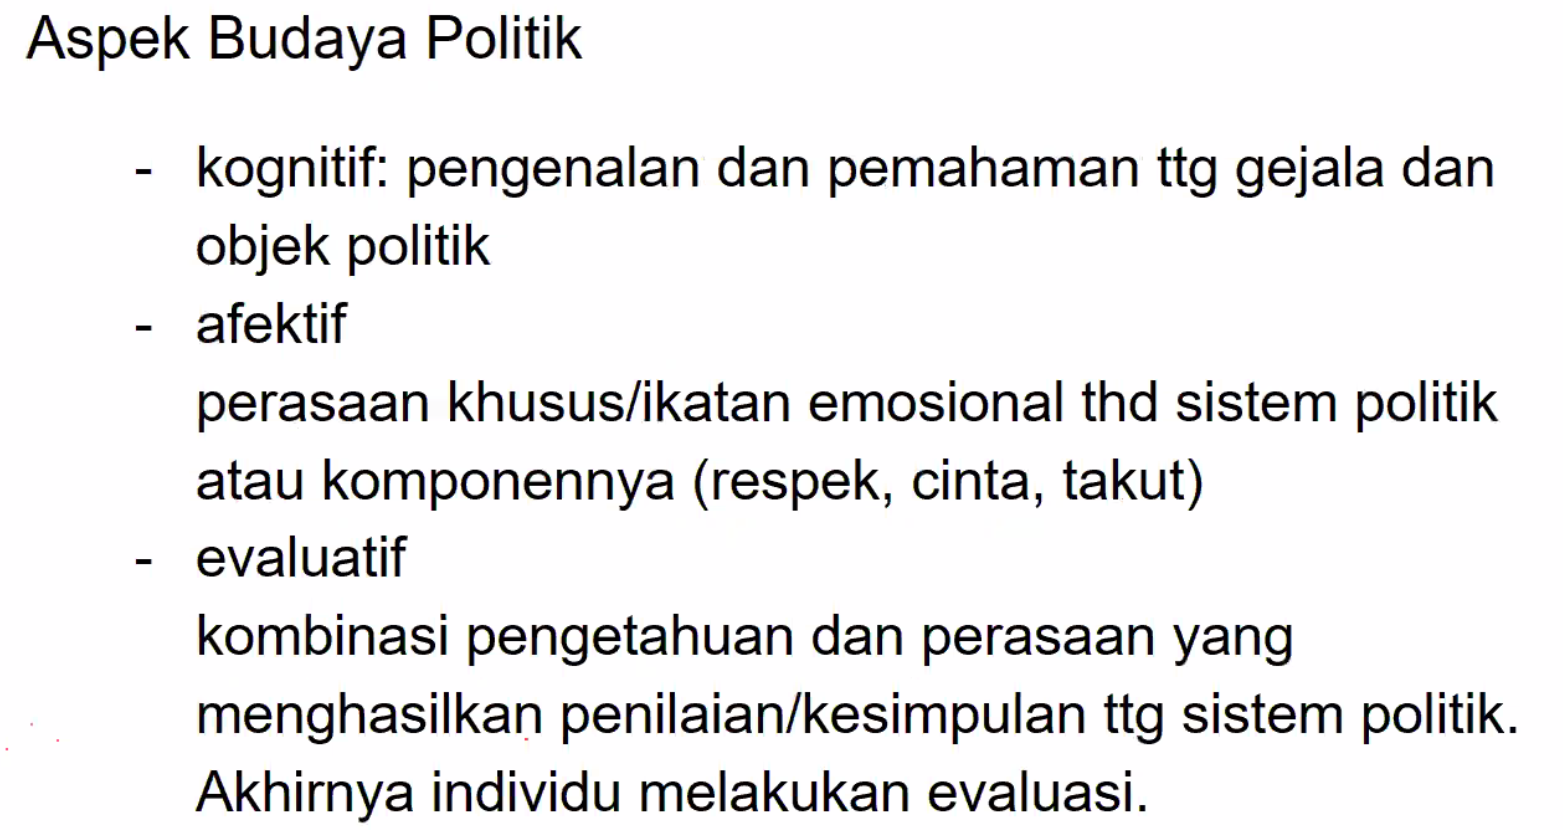 Aspek Budaya Politik
- kognitif: pengenalan dan pemahaman ttg gejala dan
objek politik
- afektif
perasaan khusus/ikatan emosional thd sistem politik
atau komponennya (respek, cinta, takut)
- evaluatif
kombinasi pengetahuan dan perasaan yang
menghasilkan penilaian/kesimpulan ttg sistem politik.
Akhirnya individu melakukan evaluasi.